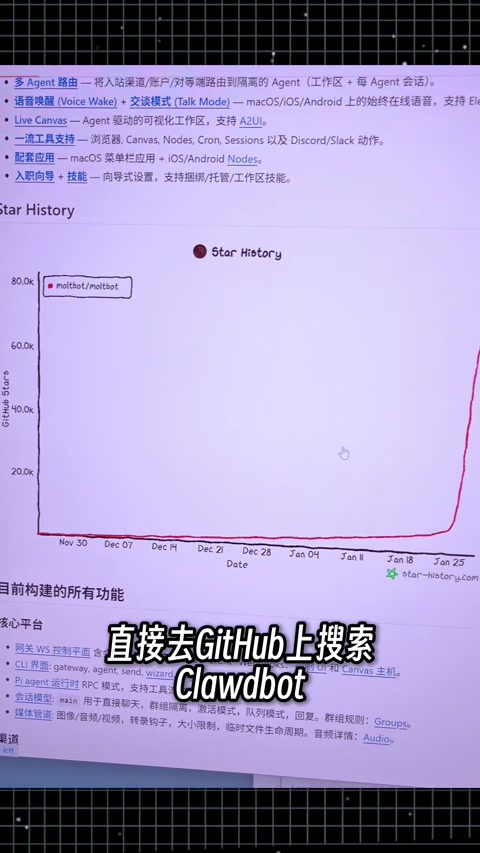 多 Agent 路由 — 将入站渠道/账户/对等端路由到隔离的 Agent（工作区 + 每 Agent 会话）。
语音唤醒 (Voice Wake) + 交谈模式 (Talk Mode) — macOS/iOS/Android 上的始终在线语音，支持 Ele
Live Canvas — Agent 驱动的可视化工作区，支持 A2UI。
一流工具支持 — 浏览器, Canvas, Nodes, Cron, Sessions 以及 Discord/Slack 动作。
配套应用 — macOS 菜单栏应用 + iOS/Android Nodes。
入职向导 + 技能 — 向导式设置，支持捆绑/托管/工作区技能。
Star History
Star History
moltbot/moltbot
80.0k
60.0k
40.0k
20.0k
GitHub Stars
Nov 30 Dec 07 Dec 14 Dec 21 Dec 28 Jan 04 Jan 11 Jan 18 Jan 25
Date
star-history.com
目前构建的所有功能
核心平台
网关 WS 控制平面
UI 和 Canvas 主机。
CLI 界面: gateway, agent, send, wizard
Pi agent 运行时 RPC 模式，支持工具
会话模型: main 用于直接聊天，群组隔离，激活模式，队列模式，回复。群组规则：Groups。
媒体管道: 图像/音频/视频，转录钩子，大小限制，临时文件生命周期。音频详情：Audio。
渠道
left
直接去GitHub上搜索
Clawdbot